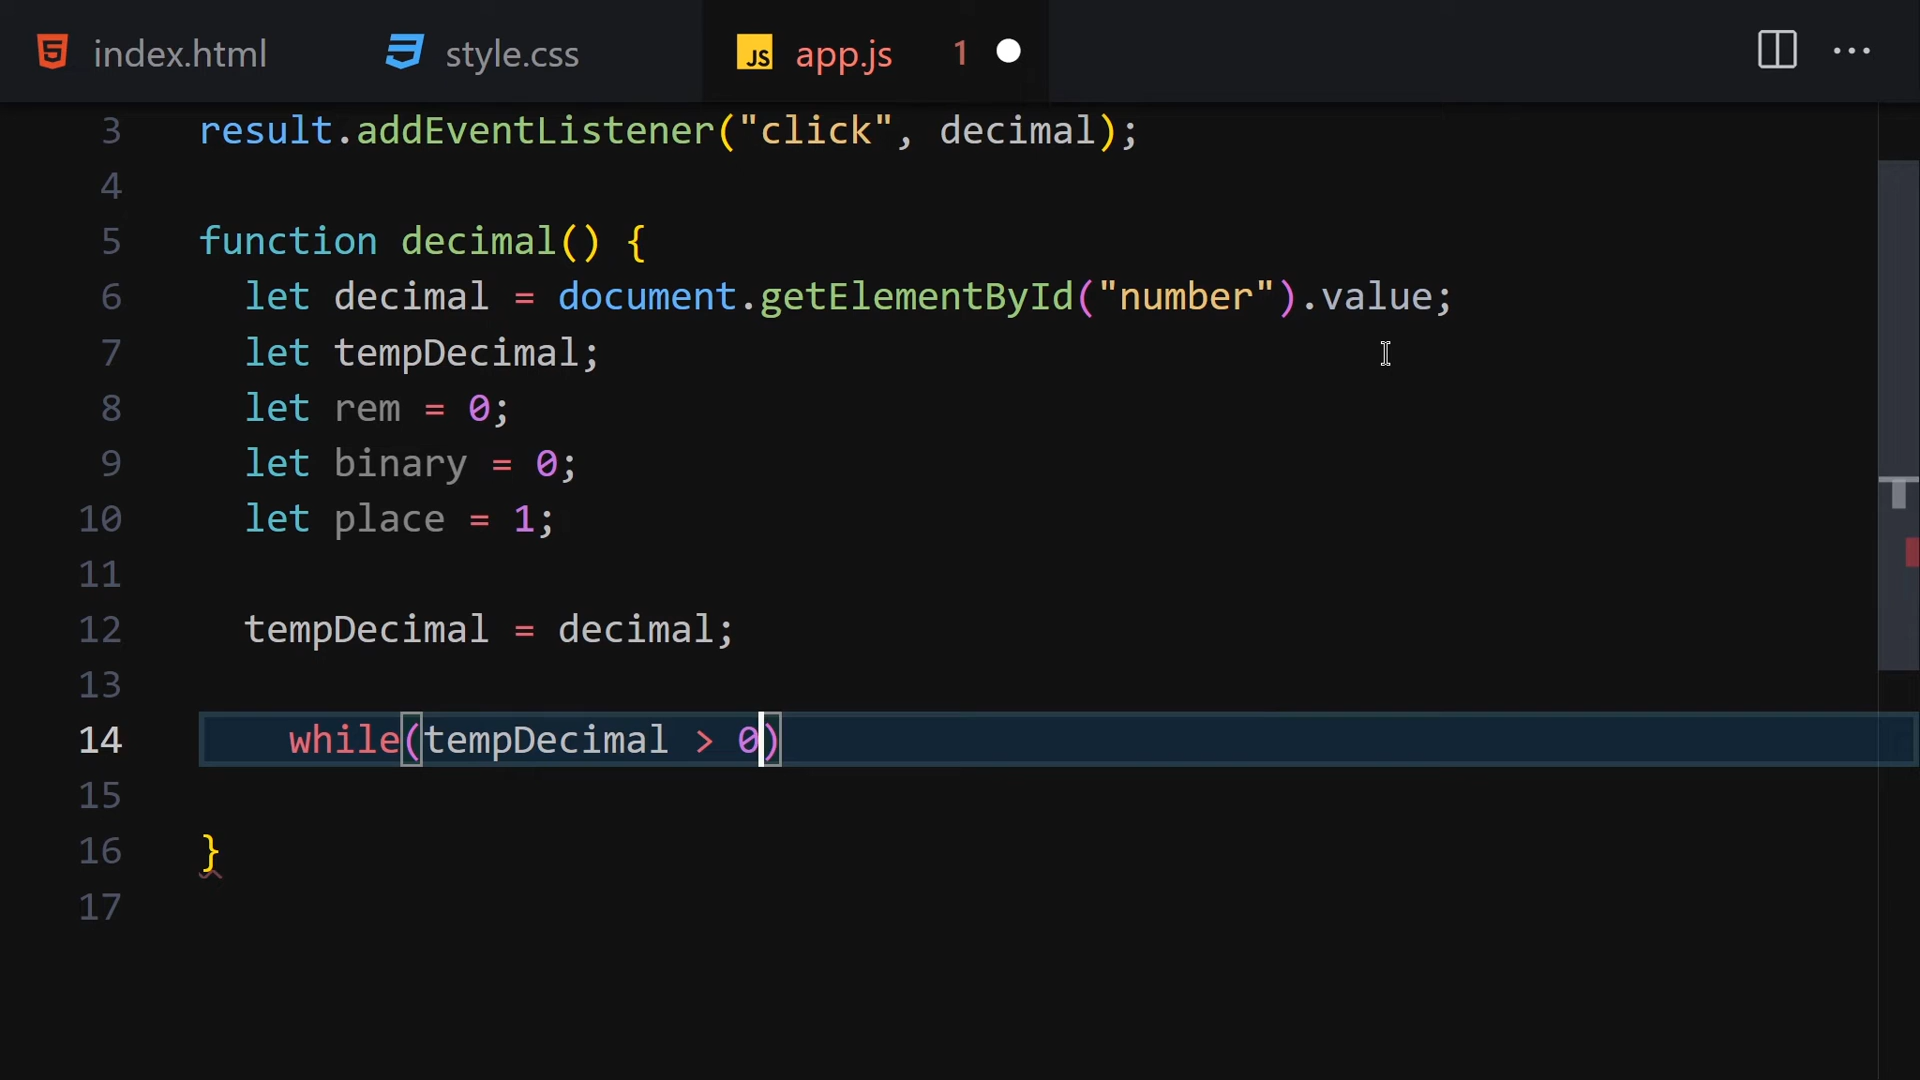 index.html style.css JS app.js 1
3 result.addEventListener("click", decimal);
4
5 function decimal() {
6 let decimal = document.getElementById("number").value;
7 let tempDecimal;
8 let rem = 0;
9 let binary = 0;
10 let place = 1;
11
12 tempDecimal = decimal;
13
14 while(tempDecimal > 0)
15
16 }
17